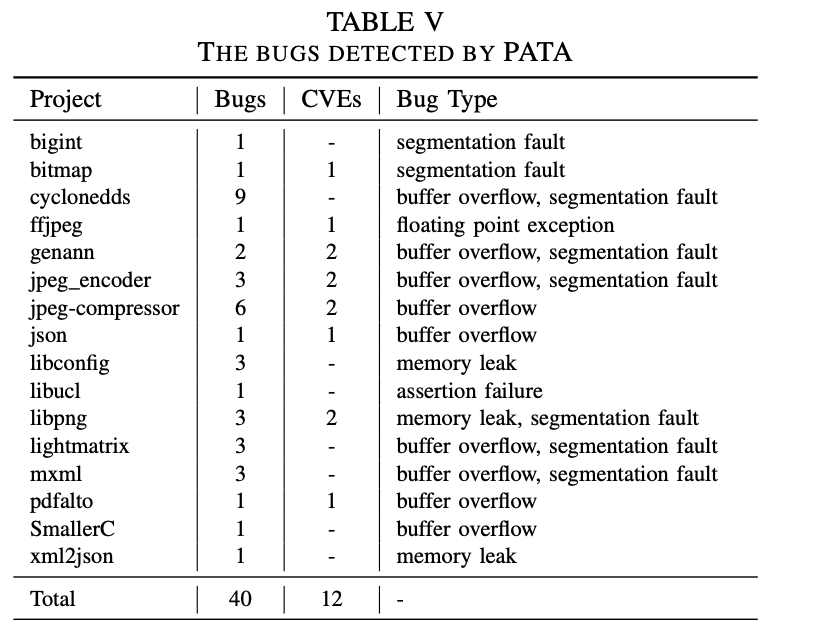 TABLE V
THE BUGS DETECTED BY PATA
Project Bugs CVEs Bug Type
bigint 1 - segmentation fault
bitmap 1 1 segmentation fault
cyclonedds 9 - buffer overflow, segmentation fault
ffjpeg 1 1 floating point exception
genann 2 2 buffer overflow, segmentation fault
jpeg_encoder 3 2 buffer overflow, segmentation fault
jpeg-compressor 6 2 buffer overflow
json 1 1 buffer overflow
libconfig 3 - memory leak
libucl 1 - assertion failure
libpng 3 2 memory leak, segmentation fault
lightmatrix 3 - buffer overflow, segmentation fault
mxml 3 - buffer overflow, segmentation fault
pdfalto 1 1 buffer overflow
SmallerC 1 - buffer overflow
xml2json 1 - memory leak
Total 40 12 -